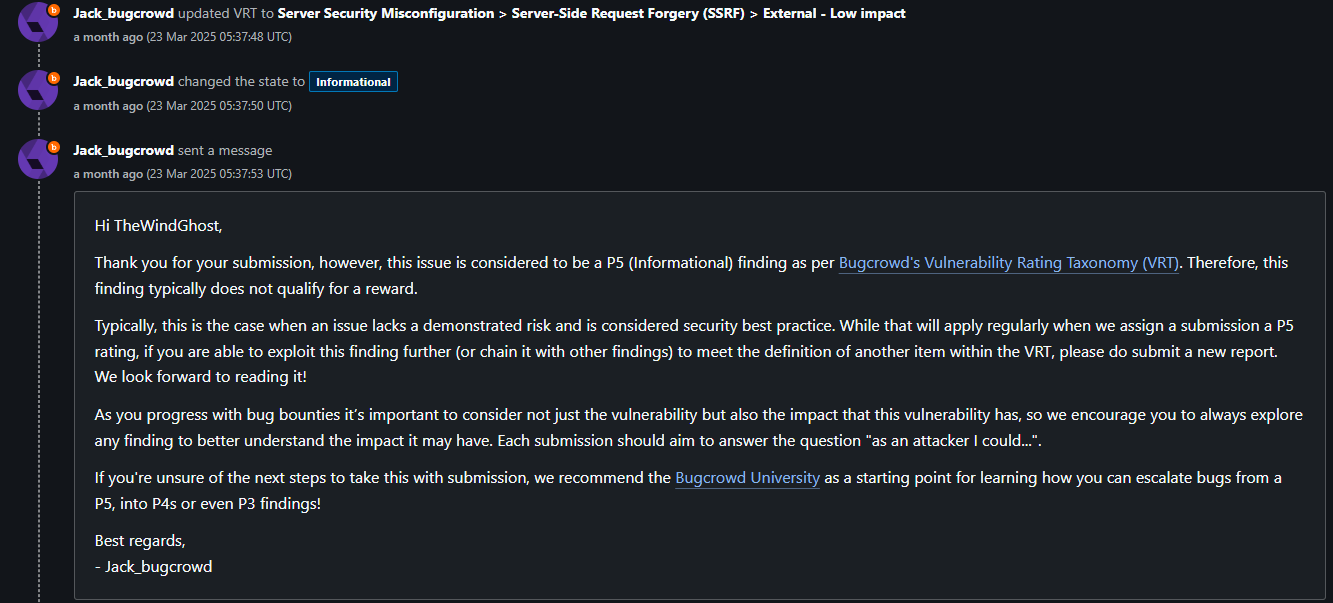 Jack_bugcrowd updated VRT to Server Security Misconfiguration > Server-Side Request Forgery (SSRF) > External - Low impact
a month ago (23 Mar 2025 05:37:48 UTC)
Jack_bugcrowd changed the state to Informational
a month ago (23 Mar 2025 05:37:50 UTC)
Jack_bugcrowd sent a message
a month ago (23 Mar 2025 05:37:53 UTC)
Hi TheWindGhost,
Thank you for your submission, however, this issue is considered to be a P5 (Informational) finding as per Bugcrowd's Vulnerability Rating Taxonomy (VRT). Therefore, this
finding typically does not qualify for a reward.
Typically, this is the case when an issue lacks a demonstrated risk and is considered security best practice. While that will apply regularly when we assign a submission a P5
rating, if you are able to exploit this finding further (or chain it with other findings) to meet the definition of another item within the VRT, please do submit a new report.
We look forward to reading it!
As you progress with bug bounties it’s important to consider not just the vulnerability but also the impact that this vulnerability has, so we encourage you to always explore
any finding to better understand the impact it may have. Each submission should aim to answer the question "as an attacker I could...".
If you're unsure of the next steps to take this with submission, we recommend the Bugcrowd University as a starting point for learning how you can escalate bugs from a
P5, into P4s or even P3 findings!
Best regards,
- Jack_bugcrowd